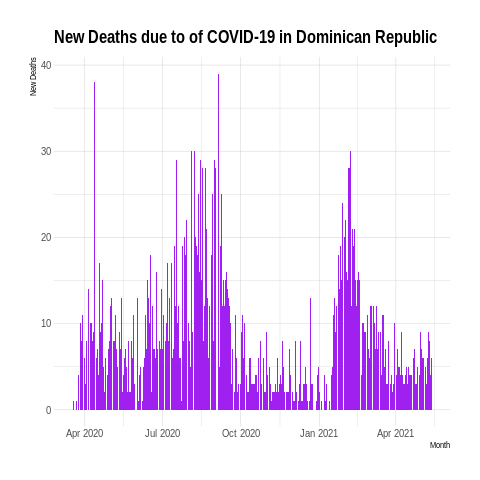 New Deaths due to of COVID-19 in Dominican Republic
New Deaths
40
30
20
10
0
Apr 2020 Jul 2020 Oct 2020 Jan 2021 Apr 2021
Month